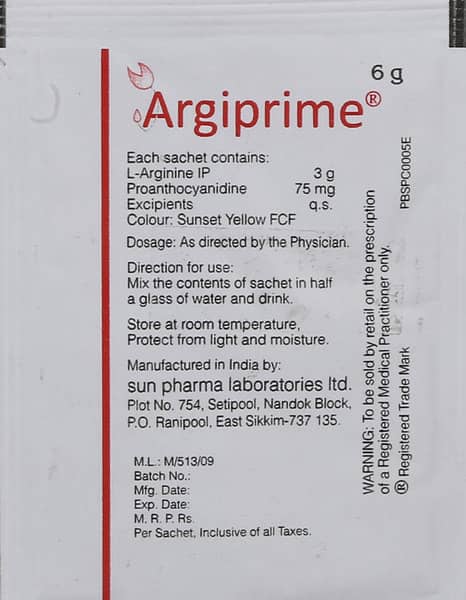 6 g
Argiprime®
Each sachet contains:
L-Arginine IP 3 g
Proanthocyanidine 75 mg
Excipients q.s.
Colour: Sunset Yellow FCF
Dosage: As directed by the Physician.
Direction for use:
Mix the contents of sachet in half
a glass of water and drink.
Store at room temperature,
Protect from light and moisture.
Manufactured in India by:
sun pharma laboratories ltd.
Plot No. 754, Setipool, Nandok Block,
P.O. Ranipool, East Sikkim-737 135.
M.L.: M/513/09
Batch No.:
Mfg. Date:
Exp. Date:
M. R. P. Rs.
Per Sachet, Inclusive of all Taxes.
WARNING: To be sold by retail on the prescription
of a Registered Medical Practitioner only.
® Registered Trade Mark
PBSPC0005E